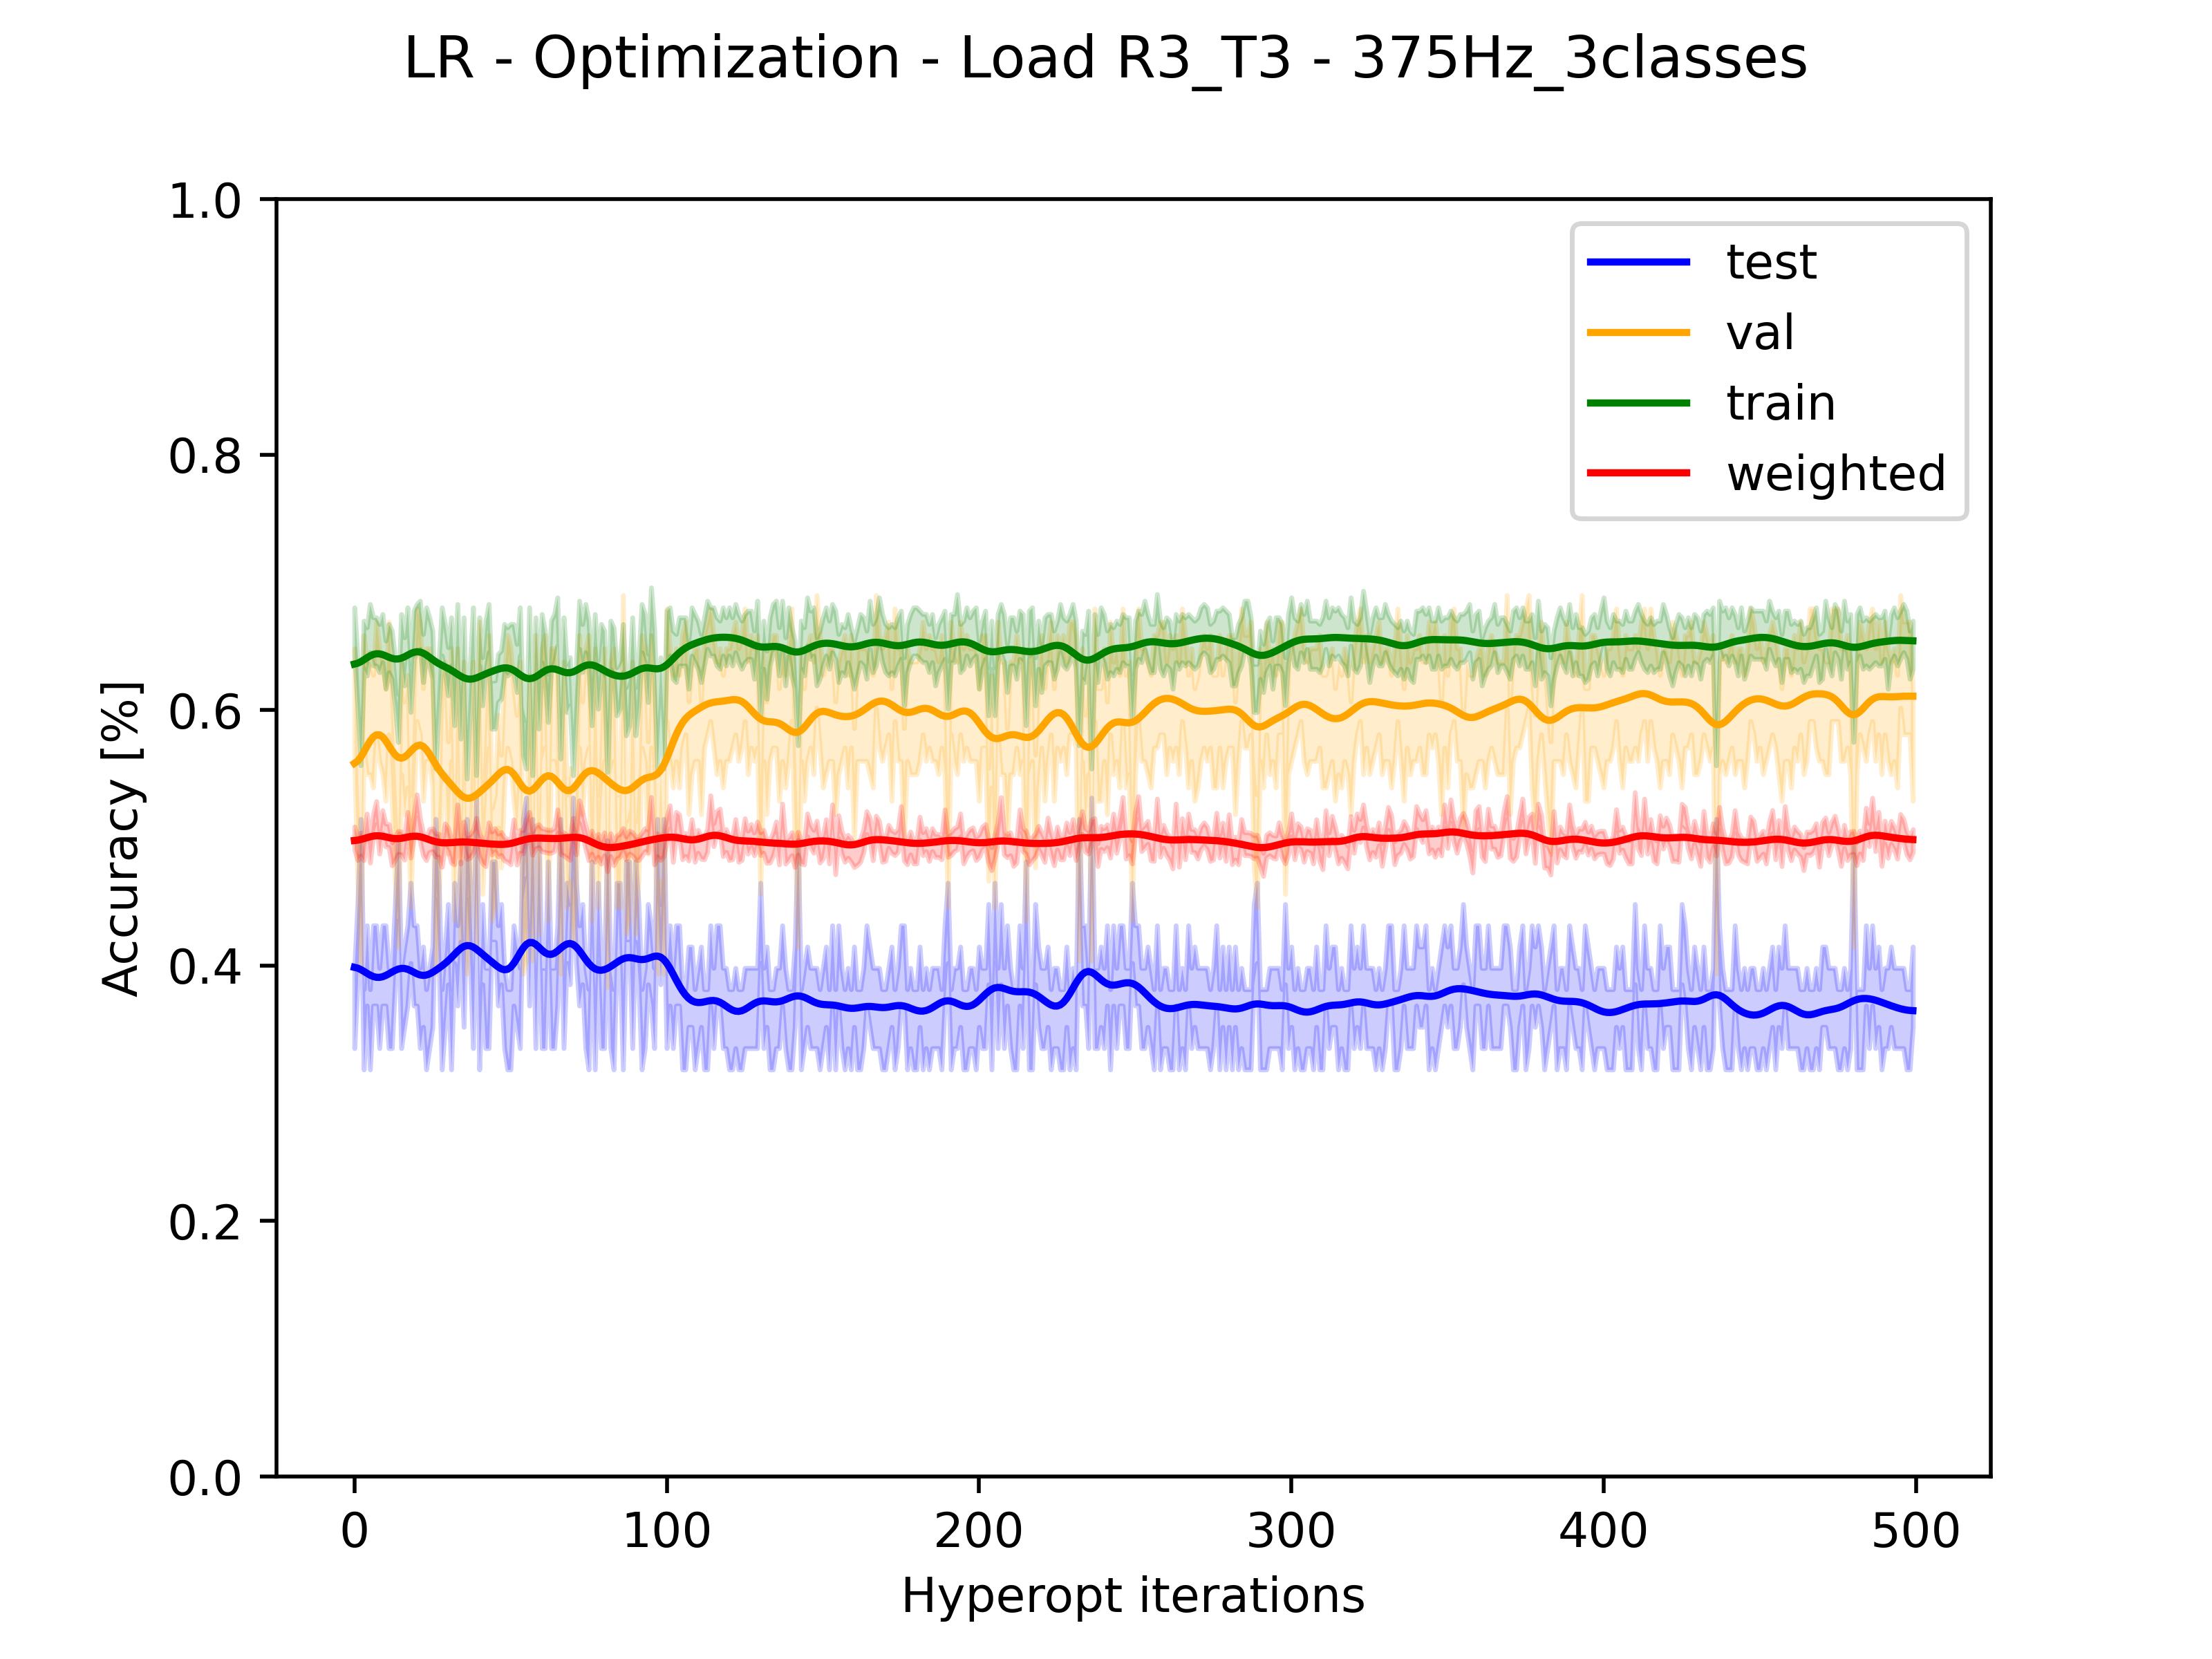 LR - Optimization - Load R3_T3 - 375Hz_3classes
1.0
0.8
0.6
0.4
0.2
0.0
Accuracy [%]
test
val
train
weighted
0 100 200 300 400 500
Hyperopt iterations